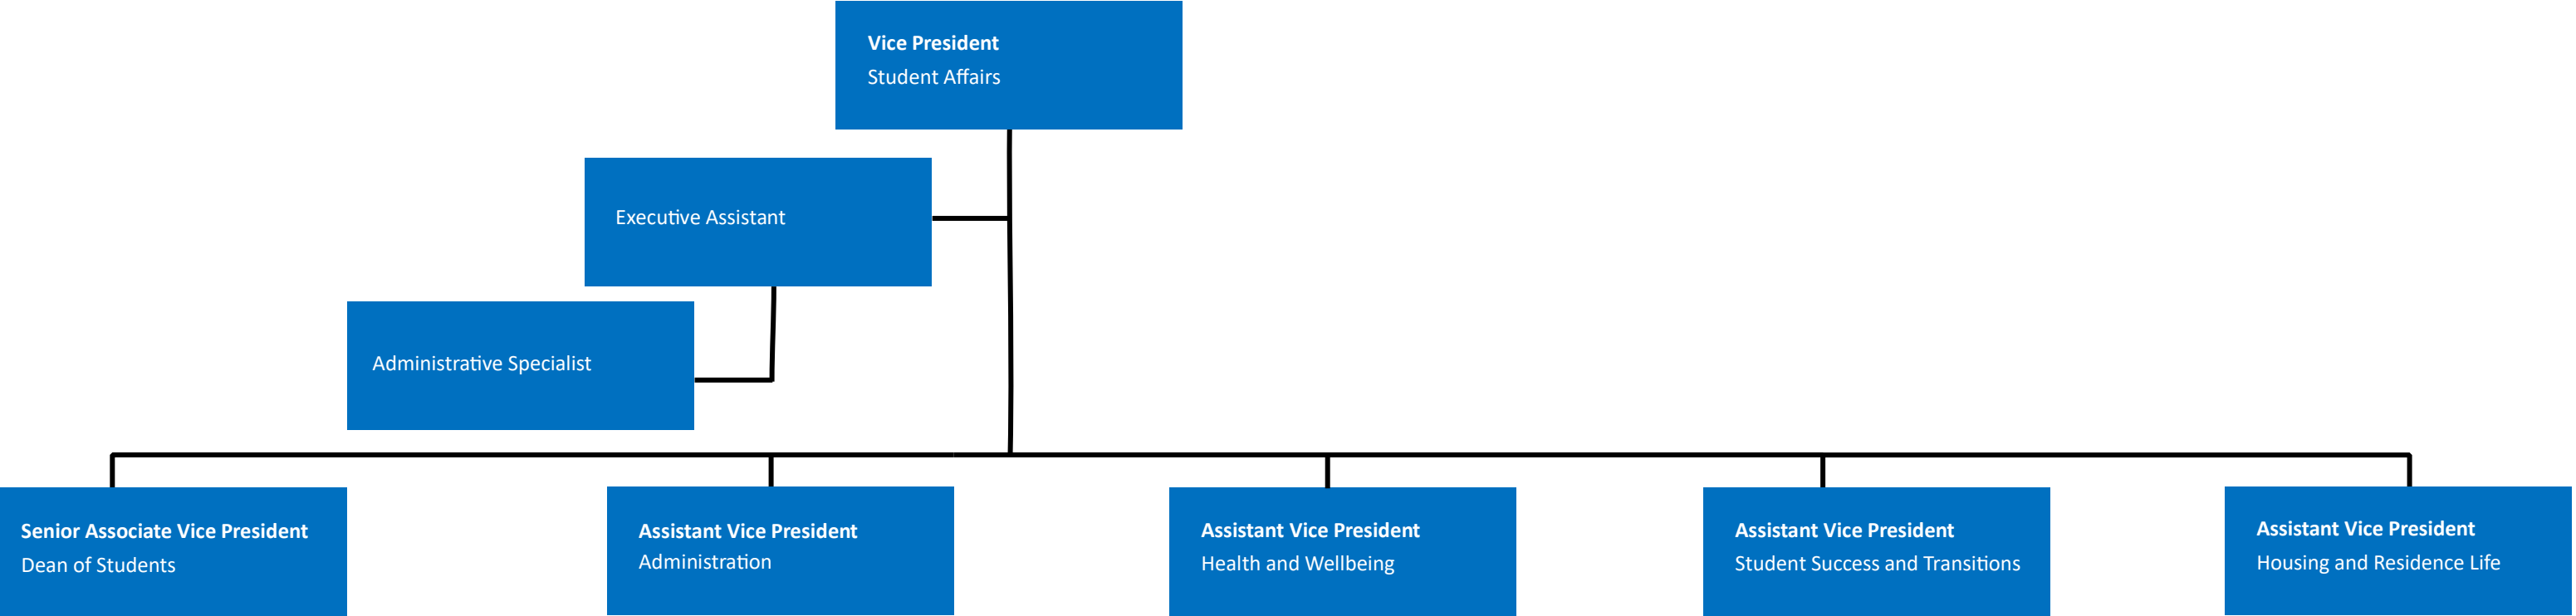 Vice President
Student Affairs
Executive Assistant
Administrative Specialist
Senior Associate Vice President
Dean of Students
Assistant Vice President
Administration
Assistant Vice President
Health and Wellbeing
Assistant Vice President
Student Success and Transitions
Assistant Vice President
Housing and Residence Life